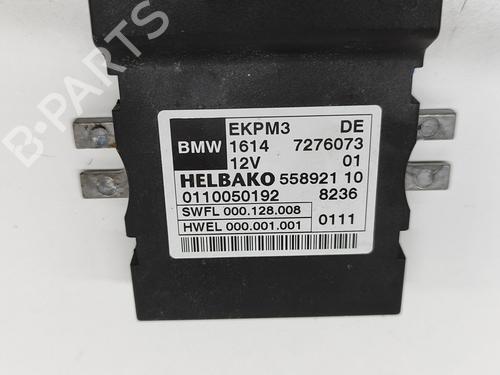 EKPM3 DE
BMW 1614 7276073
12V 01
HELBAKO 558921 10
0110050192 8236
SWFL 000.128.008
HWEL 000.001.001 0111
B-PARTS